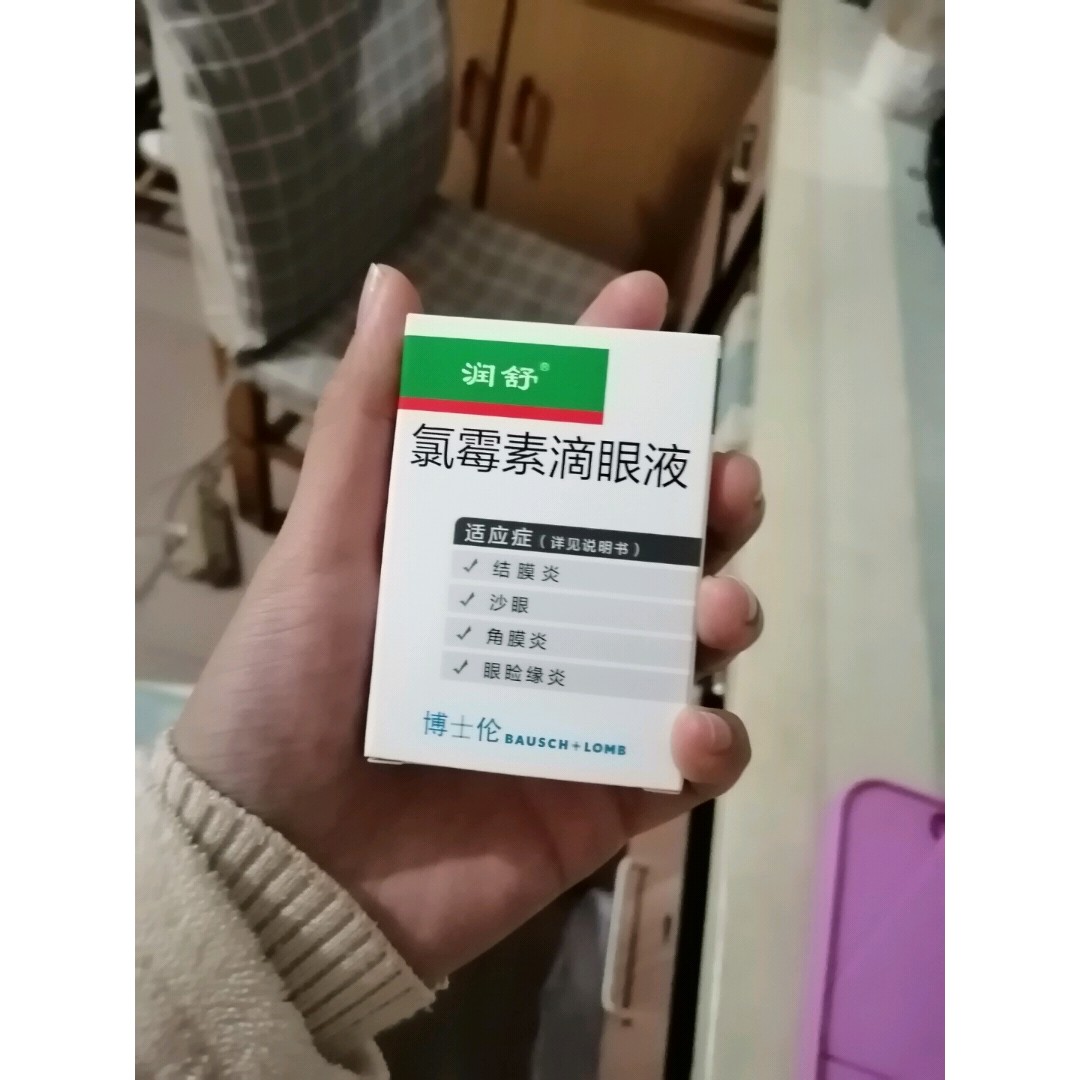 润舒®
氯霉素滴眼液
适应症（详见说明书）
✓ 结膜炎
✓ 沙眼
✓ 角膜炎
✓ 眼睑缘炎
博士伦 BAUSCH+LOMB